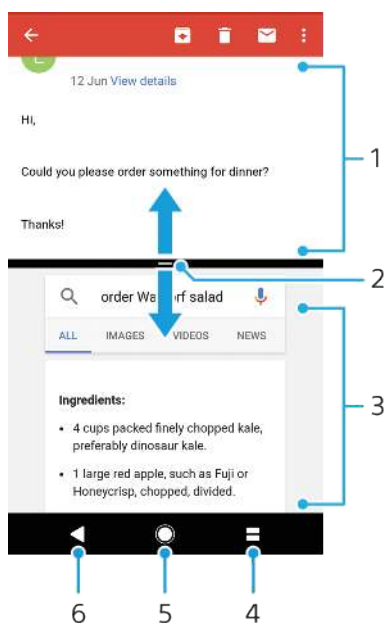 12 Jun View details
Hi,
1
Could you please order something for dinner?
Thanks!
2
order Wa rf salad
ALL IMAGES VIDEOS NEWS
3
Ingredients:
• 4 cups packed finely chopped kale,
preferably dinosaur kale.
• 1 large red apple, such as Fuji or
Honeycrisp, chopped, divided.
6 5 4